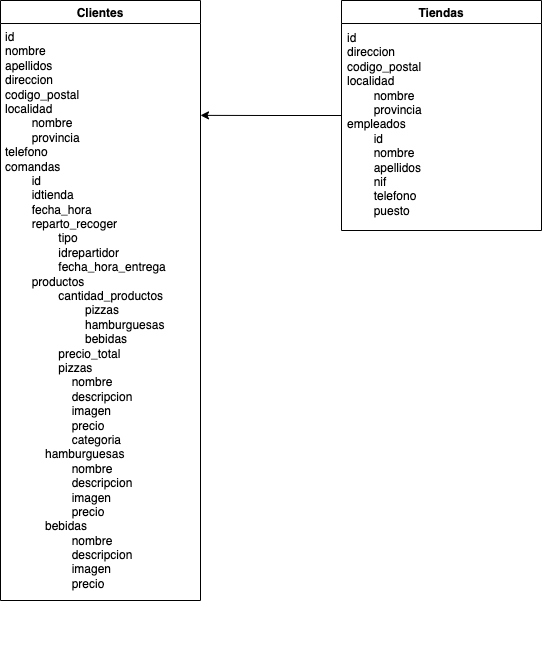 Clientes
id
nombre
apellidos
direccion
codigo_postal
localidad
nombre
provincia
telefono
comandas
id
idtienda
fecha_hora
reparto_recoger
tipo
idrepartidor
fecha_hora_entrega
productos
cantidad_productos
pizzas
hamburguesas
bebidas
precio_total
pizzas
nombre
descripcion
imagen
precio
categoria
hamburguesas
nombre
descripcion
imagen
precio
bebidas
nombre
descripcion
imagen
precio
Tiendas
id
direccion
codigo_postal
localidad
nombre
provincia
empleados
id
nombre
apellidos
nif
telefono
puesto